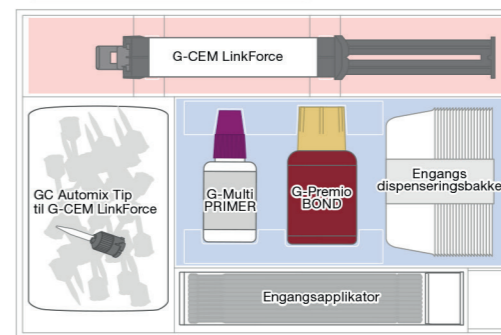 G-CEM LinkForce
GC Automix Tip
til G-CEM LinkForce
G-Multi
PRIMER
G-Premio
BOND
Engangs
dispenseringsbakke
Engangsapplikator